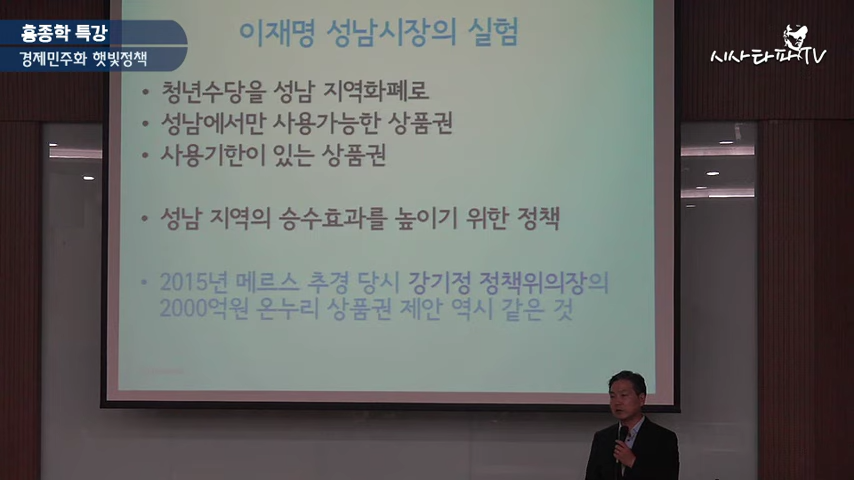 홍종학 특강
경제민주화 햇빛정책
시사타파TV
이재명 성남시장의 실험
• 청년수당을 성남 지역화폐로
• 성남에서만 사용가능한 상품권
• 사용기한이 있는 상품권
• 성남 지역의 승수효과를 높이기 위한 정책
• 2015년 메르스 추경 당시 강기정 정책위의장의
2000억원 온누리 상품권 제안 역시 같은 것